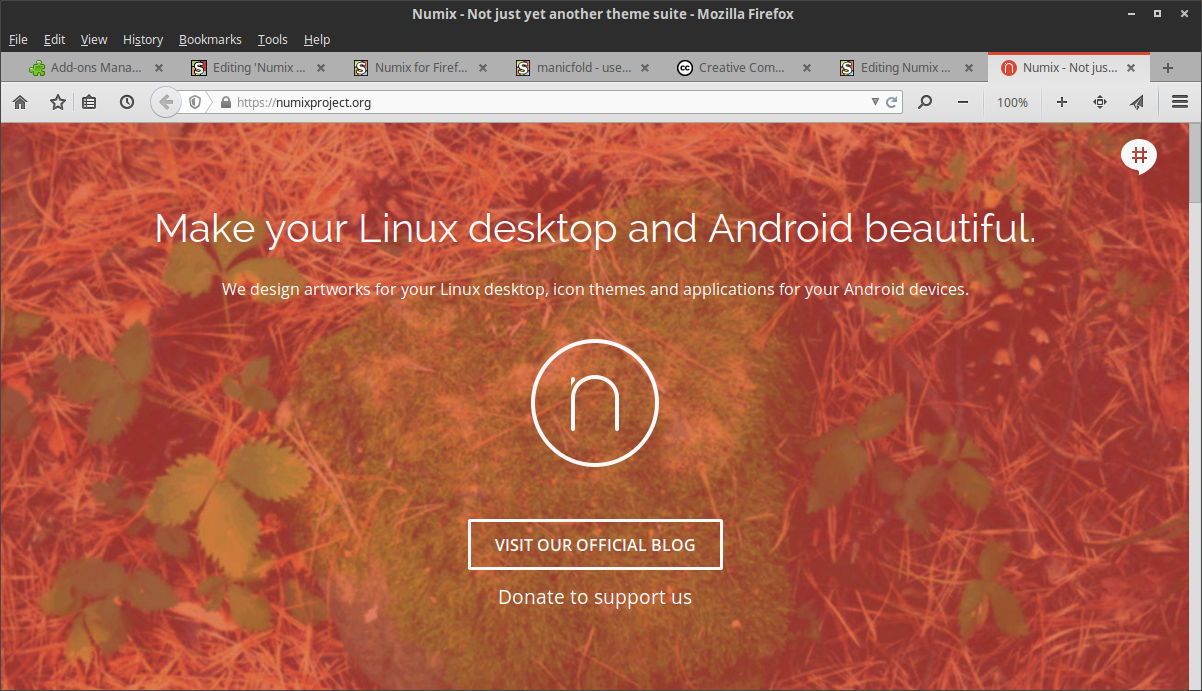 Numix - Not just yet another theme suite - Mozilla Firefox
File Edit View History Bookmarks Tools Help
Add-ons Mana... Editing 'Numix ... Numix for Firef... manicfold - use... Creative Com... Editing Numix ... Numix - Not jus...
https://numixproject.org 100%
#
Make your Linux desktop and Android beautiful.
We design artworks for your Linux desktop, icon themes and applications for your Android devices.
n
VISIT OUR OFFICIAL BLOG
Donate to support us